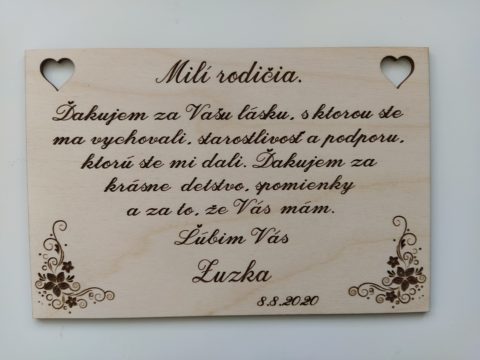 Milí rodičia.
Ďakujem za Vašu lásku, s ktorou ste
ma vychovali, starostlivosť a podporu,
ktorú ste mi dali. Ďakujem za
krásne detstvo, spomienky
a za to, že Vás mám.
Ľúbim Vás
Zuzka
8.8.2020